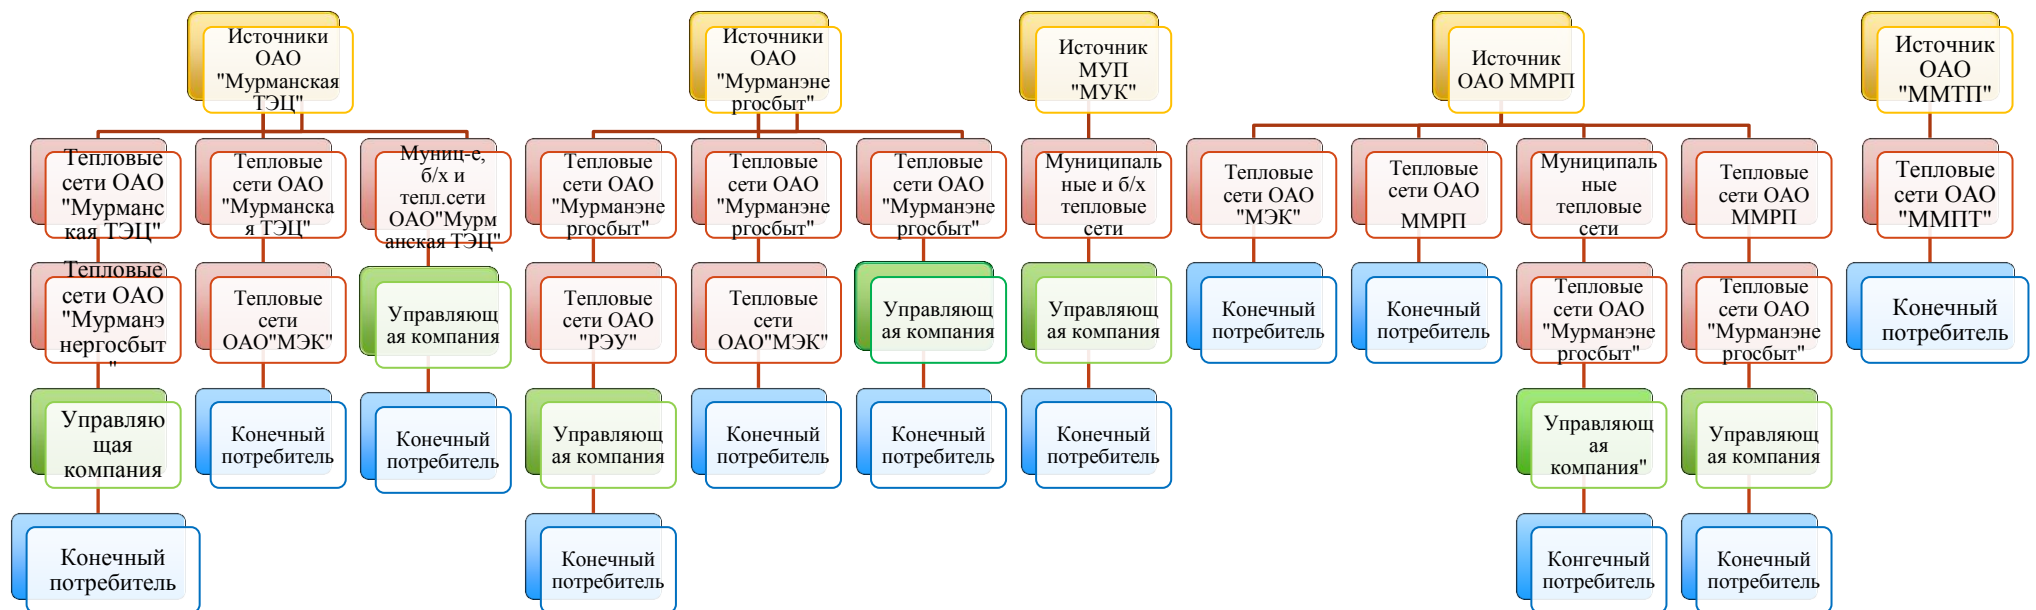 Источники
ОАО
"Мурманская
ТЭЦ"
Источники
ОАО
"Мурманэне
ргосбыт"
Источник
МУП
"МУК"
Источник
ОАО ММРП
Источник
ОАО
"ММТП"
Тепловые
сети ОАО
"Мурманс
кая ТЭЦ"
Тепловые
сети ОАО
"Мурманска
я ТЭЦ"
Муниц-е,
б/х и
тепл.сети
ОАО"Мурм
анская ТЭЦ"
Тепловые
сети ОАО
"Мурманэне
ргосбыт"
Тепловые
сети ОАО
"Мурманэне
ргосбыт"
Тепловые
сети ОАО
"Мурманэне
ргосбыт"
Муниципаль
ные и б/х
тепловые
сети
Тепловые
сети ОАО
"МЭК"
Тепловые
сети ОАО
ММРП
Муниципаль
ные
тепловые
сети
Тепловые
сети ОАО
ММРП
Тепловые
сети ОАО
"ММПТ"
Тепловые
сети ОАО
"Мурманэ
нергосбыт
"
Тепловые
сети
ОАО"МЭК"
Управляющ
ая компания
Тепловые
сети ОАО
"РЭУ"
Тепловые
сети
ОАО"МЭК"
Управляющ
ая компания
Управляющ
ая компания
Конечный
потребитель
Конечный
потребитель
Тепловые
сети ОАО
"Мурманэне
ргосбыт"
Тепловые
сети ОАО
"Мурманэне
ргосбыт"
Конечный
потребитель
Управляю
щая
компания
Конечный
потребитель
Конечный
потребитель
Управляющ
ая компания
Конечный
потребитель
Конечный
потребитель
Конечный
потребитель
Управляющ
ая
компания"
Управляющ
ая компания
Конечный
потребитель
Конечный
потребитель
Конгечный
потребитель
Конечный
потребитель